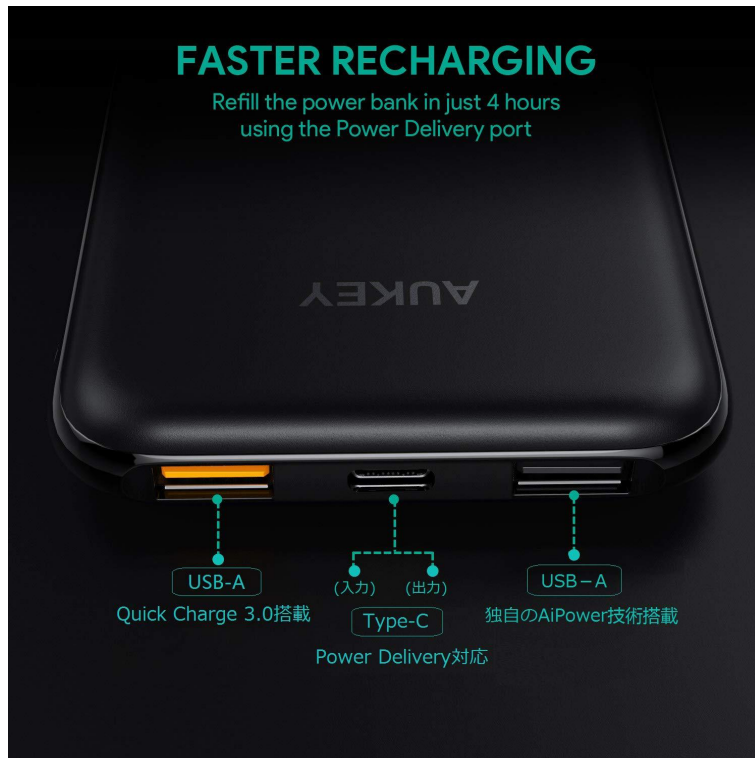 FASTER RECHARGING
Refill the power bank in just 4 hours
using the Power Delivery port
AUKEY
USB-A
Quick Charge 3.0搭載
(入力)
(出力)
Type-C
Power Delivery対応
USB−A
独自のAiPower技術搭載